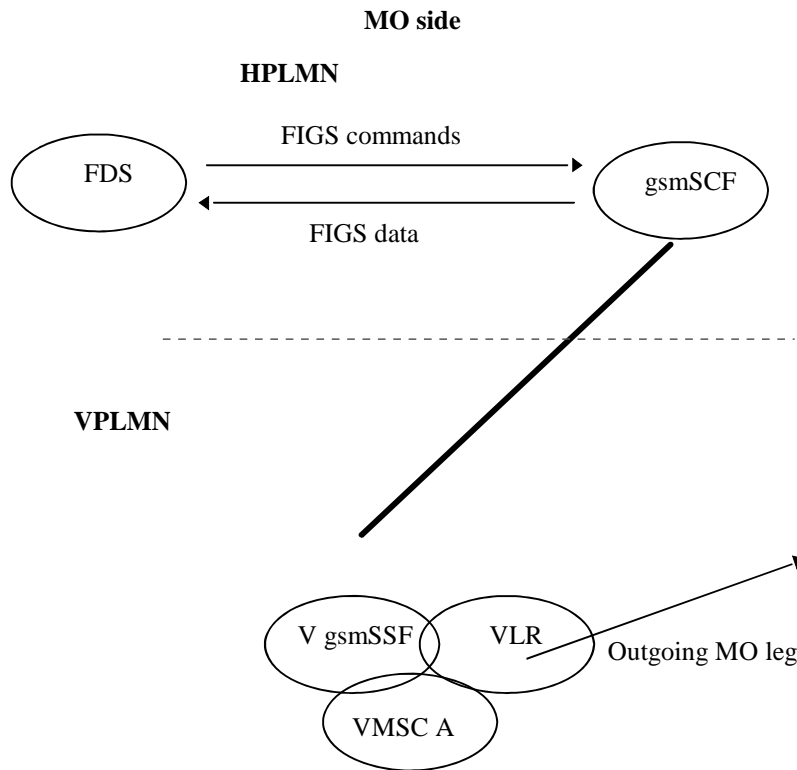 MO side
HPLMN
FIGS commands
FDS
gsmSCF
FIGS data
VPLMN
V gsmSSF
VLR
Outgoing MO leg
VMSC A